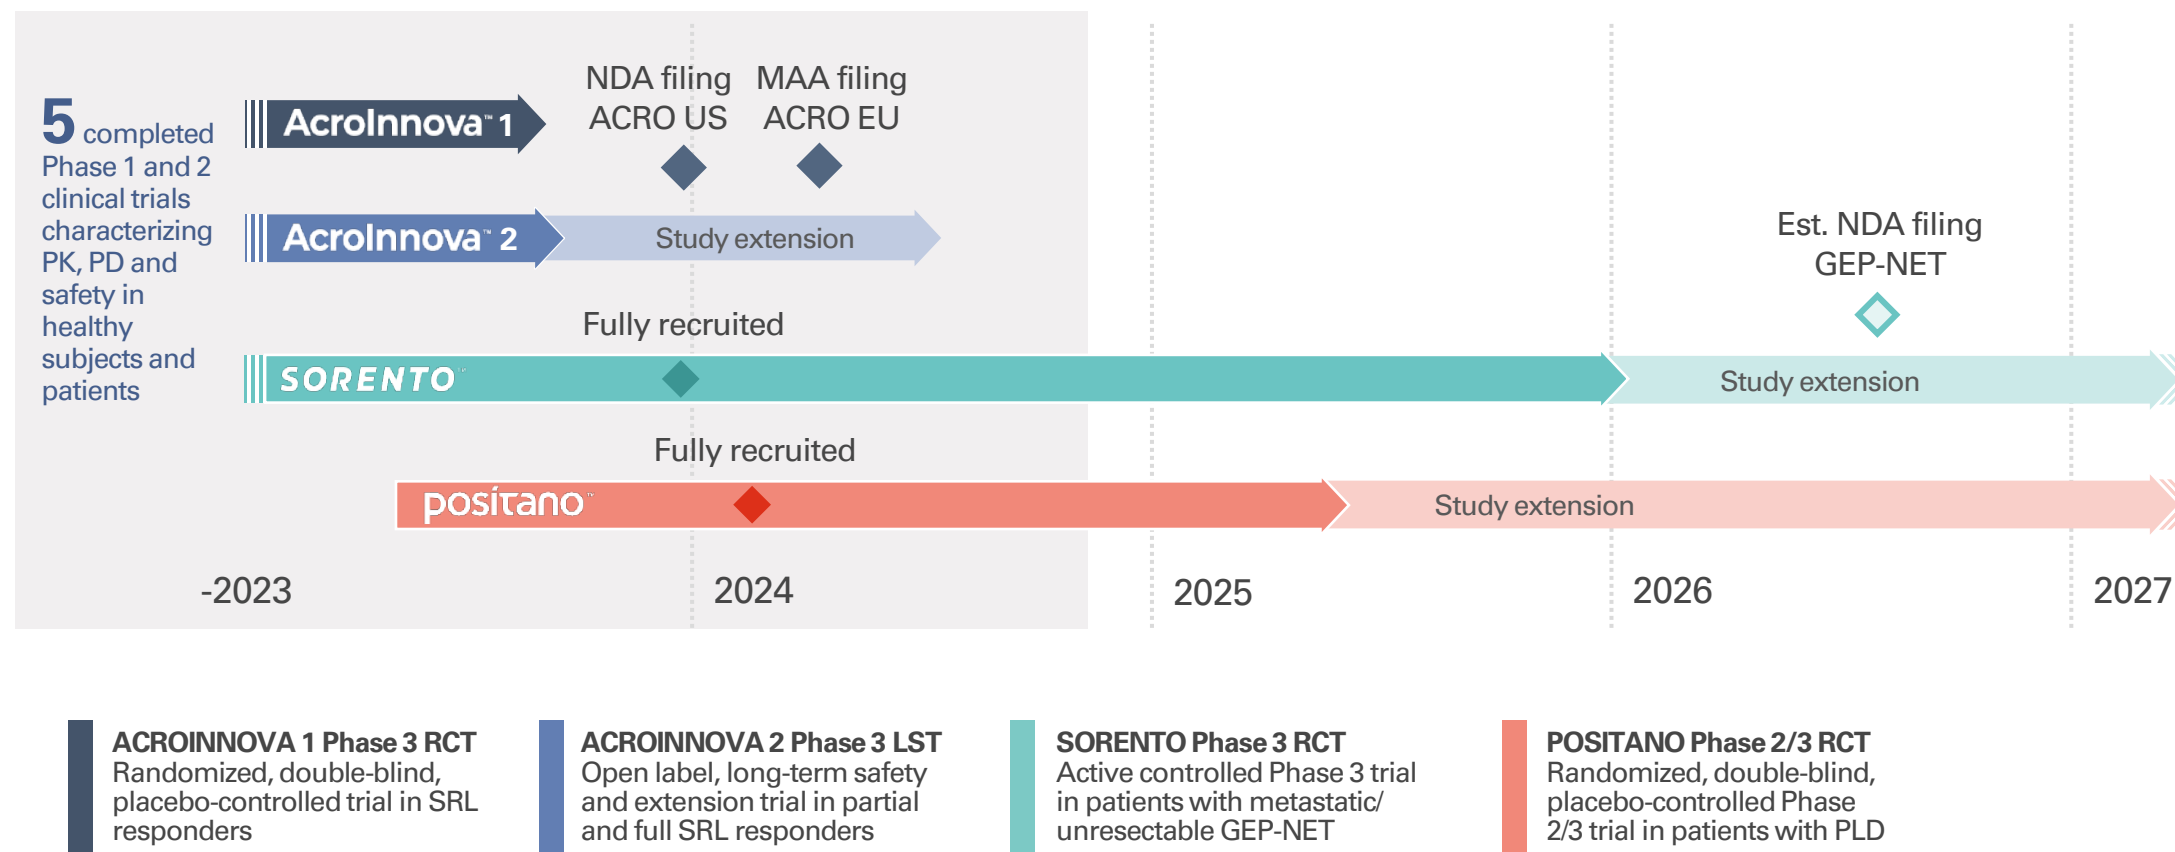 5 completed
Phase 1 and 2
clinical trials
characterizing
PK, PD and
safety in
healthy
subjects and
patients
AcroInnova™ 1
NDA filing
ACRO US
MAA filing
ACRO EU
AcroInnova™ 2
Study extension
Est. NDA filing
GEP-NET
Fully recruited
SORENTO™
Study extension
Fully recruited
positano™
Study extension
-2023
2024
2025
2026
2027
ACROINNOVA 1 Phase 3 RCT
Randomized, double-blind,
placebo-controlled trial in SRL
responders
ACROINNOVA 2 Phase 3 LST
Open label, long-term safety
and extension trial in partial
and full SRL responders
SORENTO Phase 3 RCT
Active controlled Phase 3 trial
in patients with metastatic/
unresectable GEP-NET
POSITANO Phase 2/3 RCT
Randomized, double-blind,
placebo-controlled Phase
2/3 trial in patients with PLD